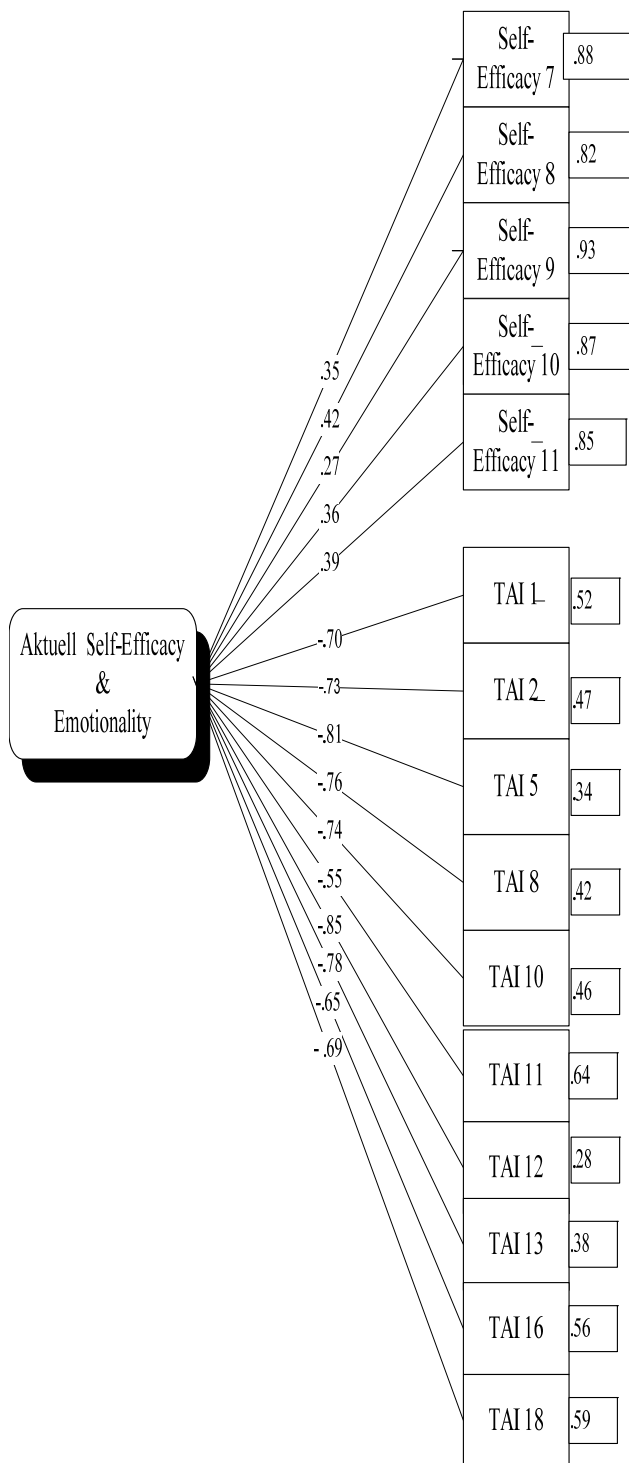 Self-
Efficacy 7
.88
Self-
Efficacy 8
.82
Self-
Efficacy 9
.93
Self-
Efficacy 10
.87
Self-
Efficacy 11
.85
.35
.42
.27
.36
.39
Aktuell Self-Efficacy
&
Emotionality
-.70
-.73
-.81
-.76
-.74
-.55
-.85
-.78
-.65
-.69
TAI 1
.52
TAI 2
.47
TAI 5
.34
TAI 8
.42
TAI 10
.46
TAI 11
.64
TAI 12
.28
TAI 13
.38
TAI 16
.56
TAI 18
.59